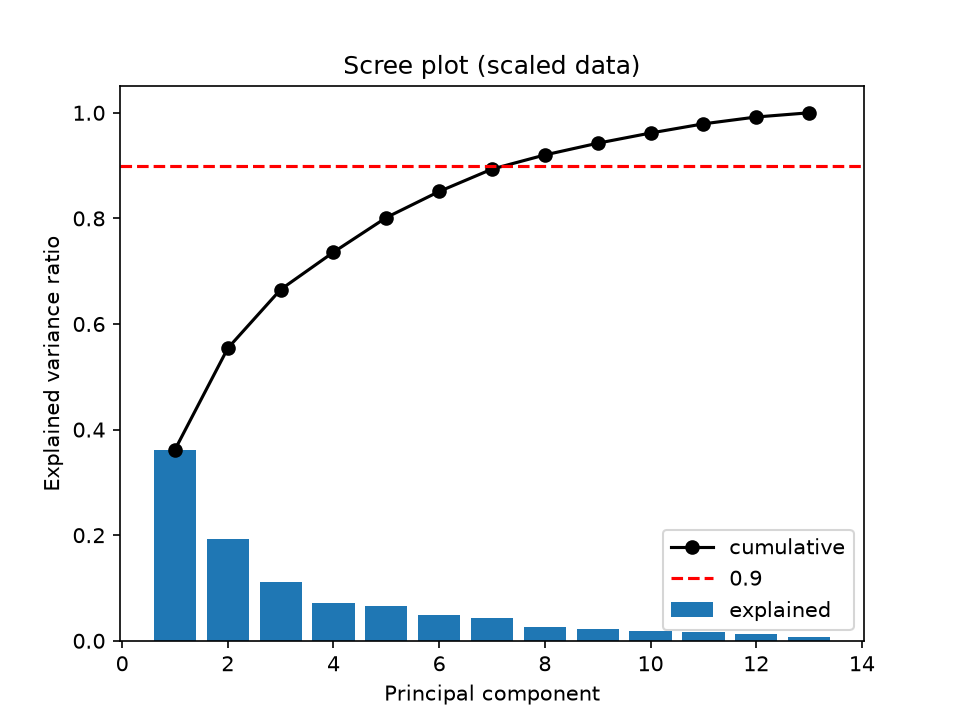 Scree plot (scaled data)
1.0
0.8
0.6
0.4
0.2
0.0
Explained variance ratio
cumulative
0.9
explained
0 2 4 6 8 10 12 14
Principal component